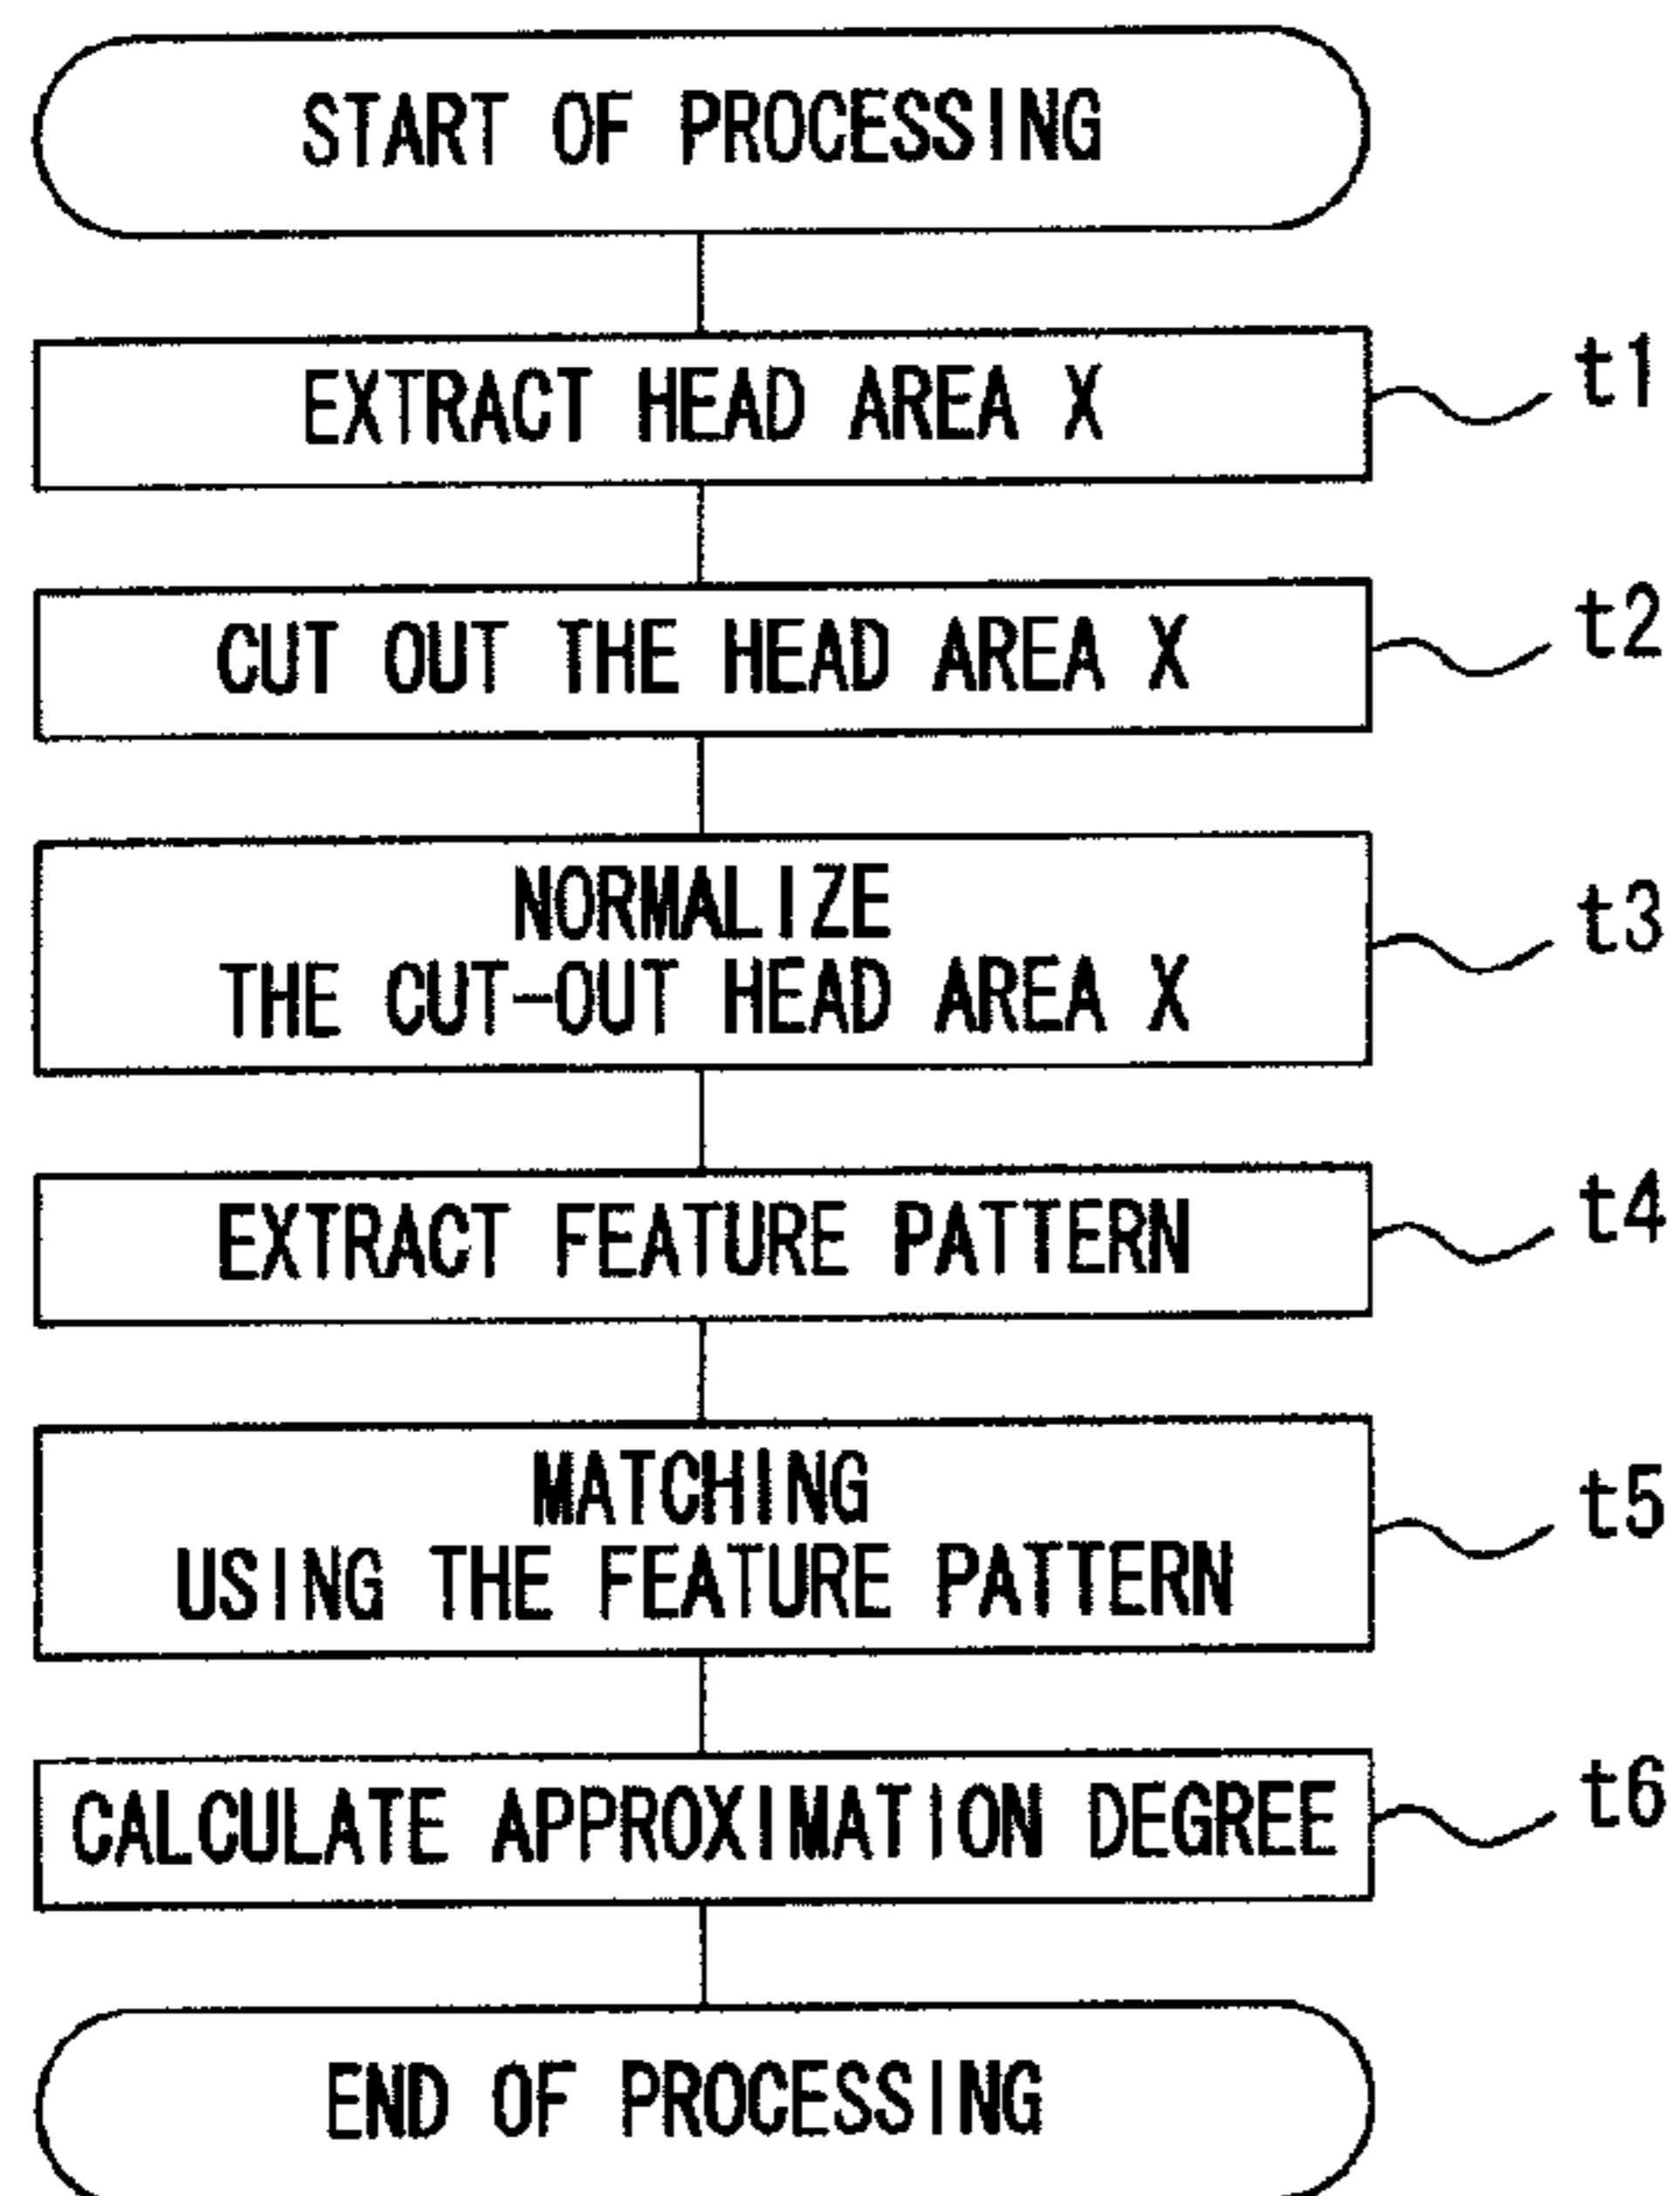 START OF PROCESSING
EXTRACT HEAD AREA X
t1
CUT OUT THE HEAD AREA X
t2
NORMALIZE
THE CUT-OUT HEAD AREA X
t3
EXTRACT FEATURE PATTERN
t4
MATCHING
USING THE FEATURE PATTERN
t5
CALCULATE APPROXIMATION DEGREE
t6
END OF PROCESSING